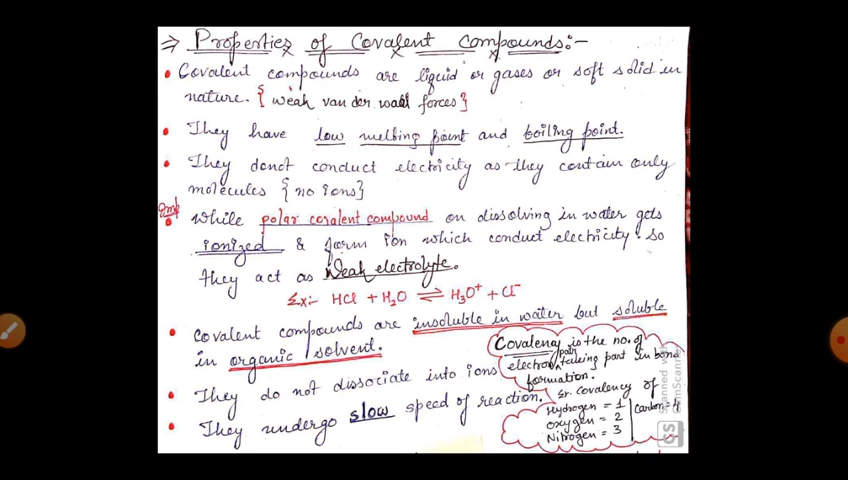 ⇒ Properties of Covalent Compounds:-
• Covalent compounds are liquid or gases or soft solid in
nature. {weak van der waal forces}
• They have low melting point and boiling point.
• They donot conduct electricity as they contain only
molecules {no ions}
Imp
• While polar covalent compound on dissolving in water gets
ionized & form ion which conduct electricity. So
they act as Weak electrolyte.
Ex:- HCl + H2O ⇌ H3O+ + Cl-
• Covalent compounds are insoluble in water but soluble
in organic solvent.
• They do not dissociate into ions
• They undergo slow speed of reaction.
Covalency is the no. of
electron pair taking part in bond
formation.
Ex. Covalency of
Hydrogen = 1
Oxygen = 2
Nitrogen = 3
Carbon = 4
CS
Scanned with
CamScanner